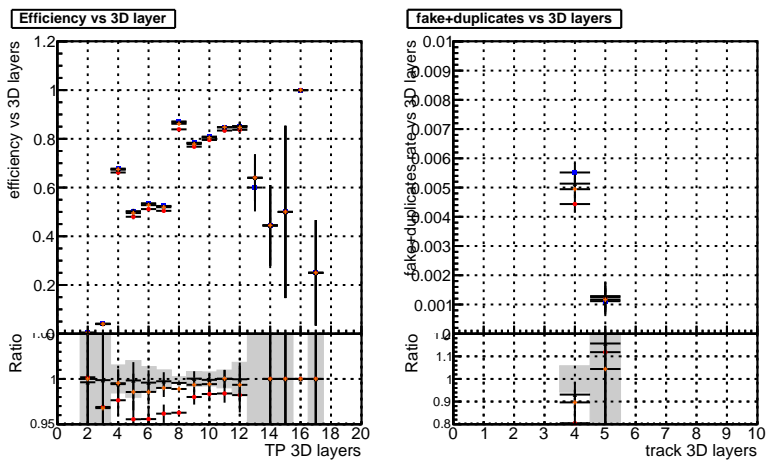 Efficiency vs 3D layer
efficiency vs 3D layers
1.2
1
0.8
0.6
0.4
0.2
0
Ratio
1
0.95
0 2 4 6 8 10 12 14 16 18 20
TP 3D layers
fake+duplicates vs 3D layers
fake+duplicates rate vs 3D layers
0.01
0.009
0.008
0.007
0.006
0.005
0.004
0.003
0.002
0.001
0
Ratio
1.1
1
0.9
0.8
0 1 2 3 4 5 6 7 8 9 10
track 3D layers